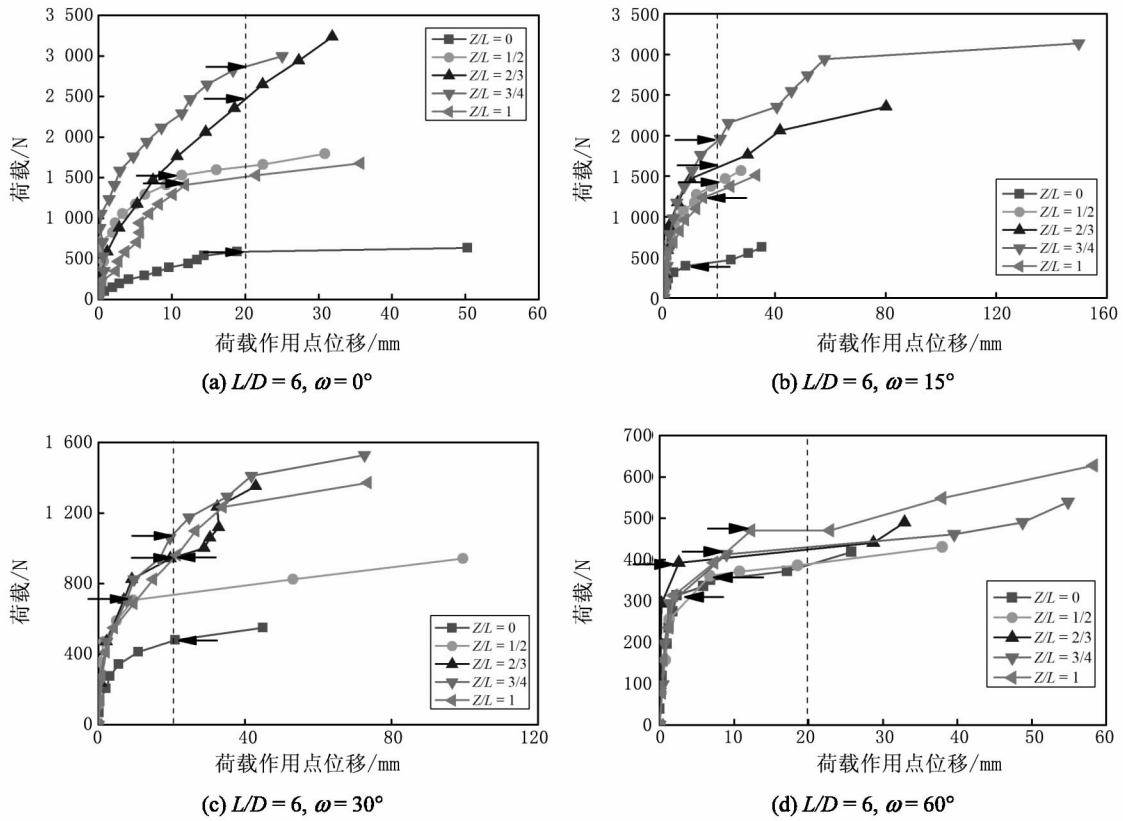 3 500
3 000
2 500
2 000
1 500
1 000
500
0
荷载/N
0
10
20
30
40
50
60
荷载作用点位移/mm
Z/L = 0
Z/L = 1/2
Z/L = 2/3
Z/L = 3/4
Z/L = 1
(a) L/D = 6, ω = 0°
3 500
3 000
2 500
2 000
1 500
1 000
500
0
荷载/N
0
40
80
120
160
荷载作用点位移/mm
Z/L = 0
Z/L = 1/2
Z/L = 2/3
Z/L = 3/4
Z/L = 1
(b) L/D = 6, ω = 15°
1 600
1 200
800
400
0
荷载/N
0
40
80
120
荷载作用点位移/mm
Z/L = 0
Z/L = 1/2
Z/L = 2/3
Z/L = 3/4
Z/L = 1
(c) L/D = 6, ω = 30°
700
600
500
400
300
200
100
0
荷载/N
0
10
20
30
40
50
60
荷载作用点位移/mm
Z/L = 0
Z/L = 1/2
Z/L = 2/3
Z/L = 3/4
Z/L = 1
(d) L/D = 6, ω = 60°